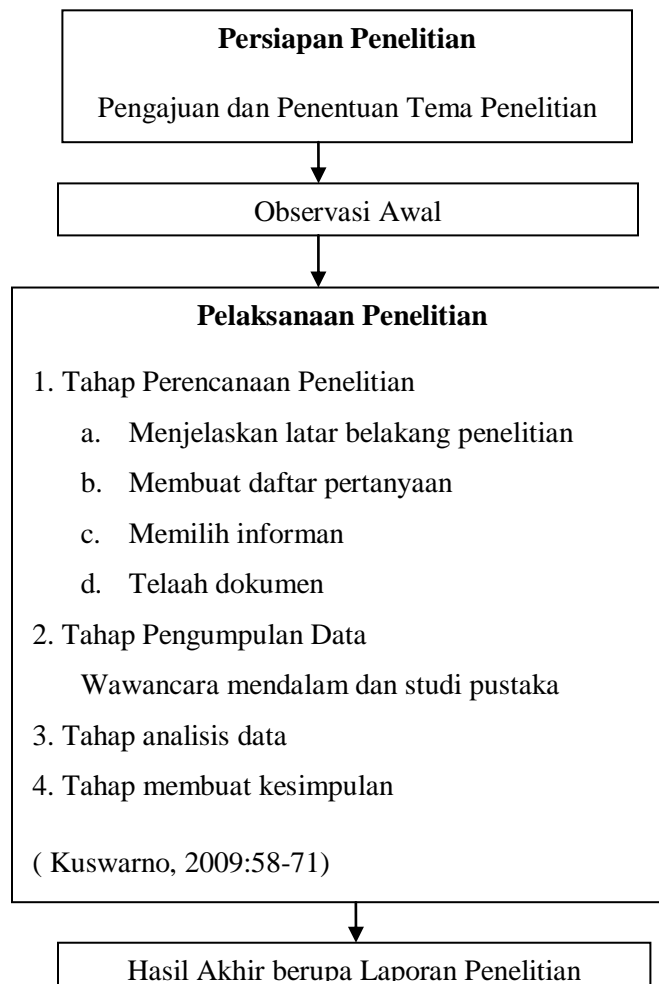 Persiapan Penelitian
Pengajuan dan Penentuan Tema Penelitian
Observasi Awal
Pelaksanaan Penelitian
1. Tahap Perencanaan Penelitian
a. Menjelaskan latar belakang penelitian
b. Membuat daftar pertanyaan
c. Memilih informan
d. Telaah dokumen
2. Tahap Pengumpulan Data
Wawancara mendalam dan studi pustaka
3. Tahap analisis data
4. Tahap membuat kesimpulan
( Kuswarno, 2009:58-71)
Hasil Akhir berupa Laporan Penelitian